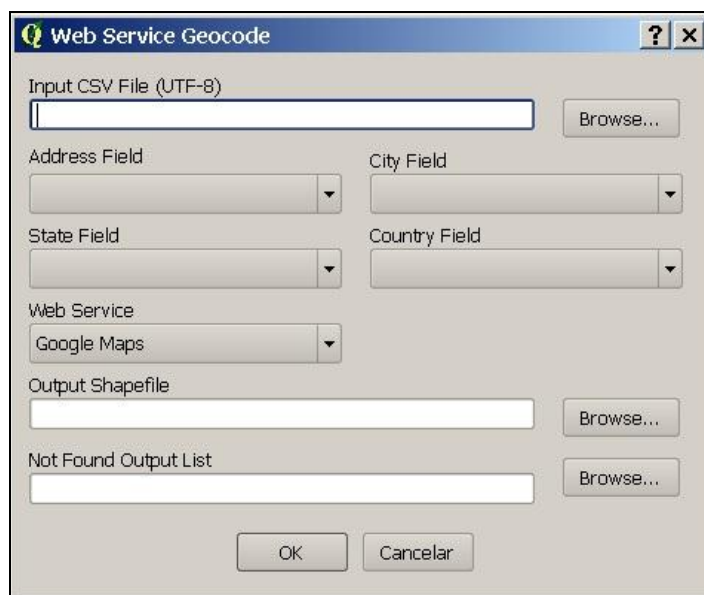 Web Service Geocode
Input CSV File (UTF-8)
Browse...
Address Field
City Field
State Field
Country Field
Web Service
Google Maps
Output Shapefile
Browse...
Not Found Output List
Browse...
OK
Cancelar